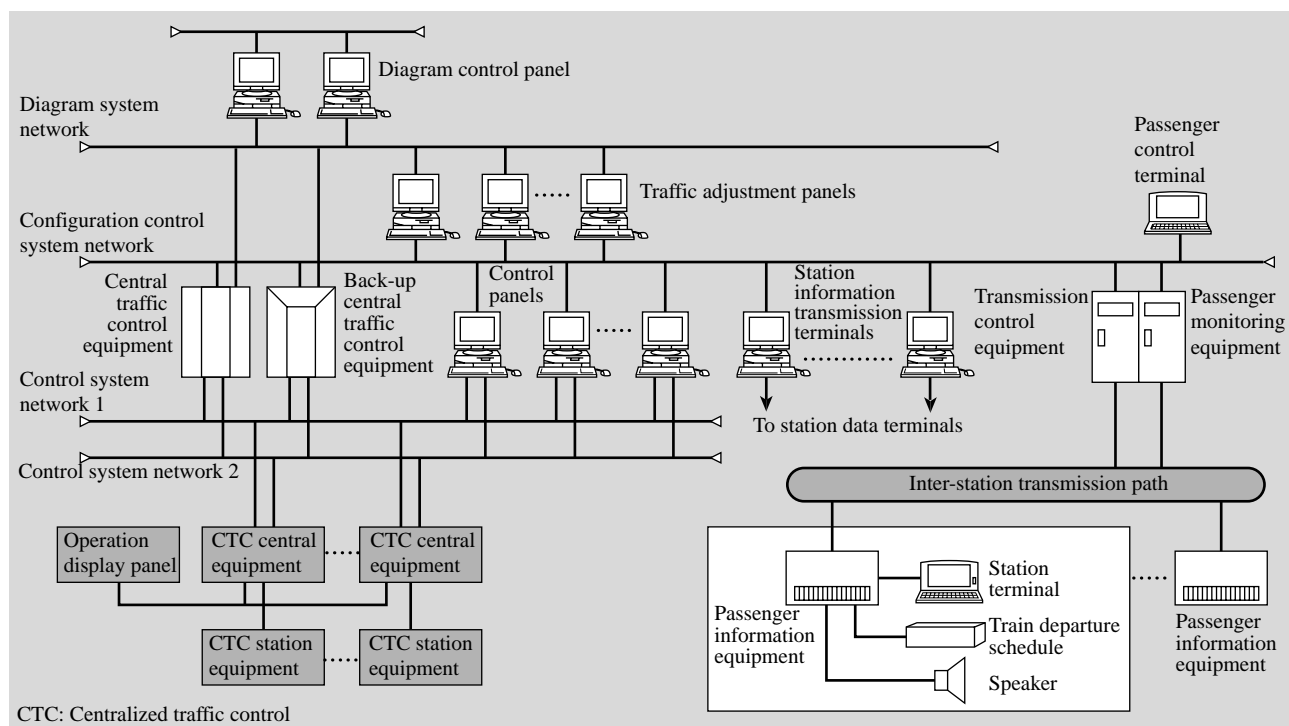 Diagram control panel
Diagram system
network
Passenger
control
terminal
Traffic adjustment panels
Configuration control
system network
Central
traffic
control
equipment
Back-up
central
traffic
control
equipment
Control
panels
Station
information
transmission
terminals
Transmission
control
equipment
Passenger
monitoring
equipment
Control system
network 1
To station data terminals
Control system network 2
Inter-station transmission path
Operation
display panel
CTC central
equipment
CTC central
equipment
CTC station
equipment
CTC station
equipment
Station
terminal
Passenger
information
equipment
Train departure
schedule
Speaker
Passenger
information
equipment
CTC: Centralized traffic control